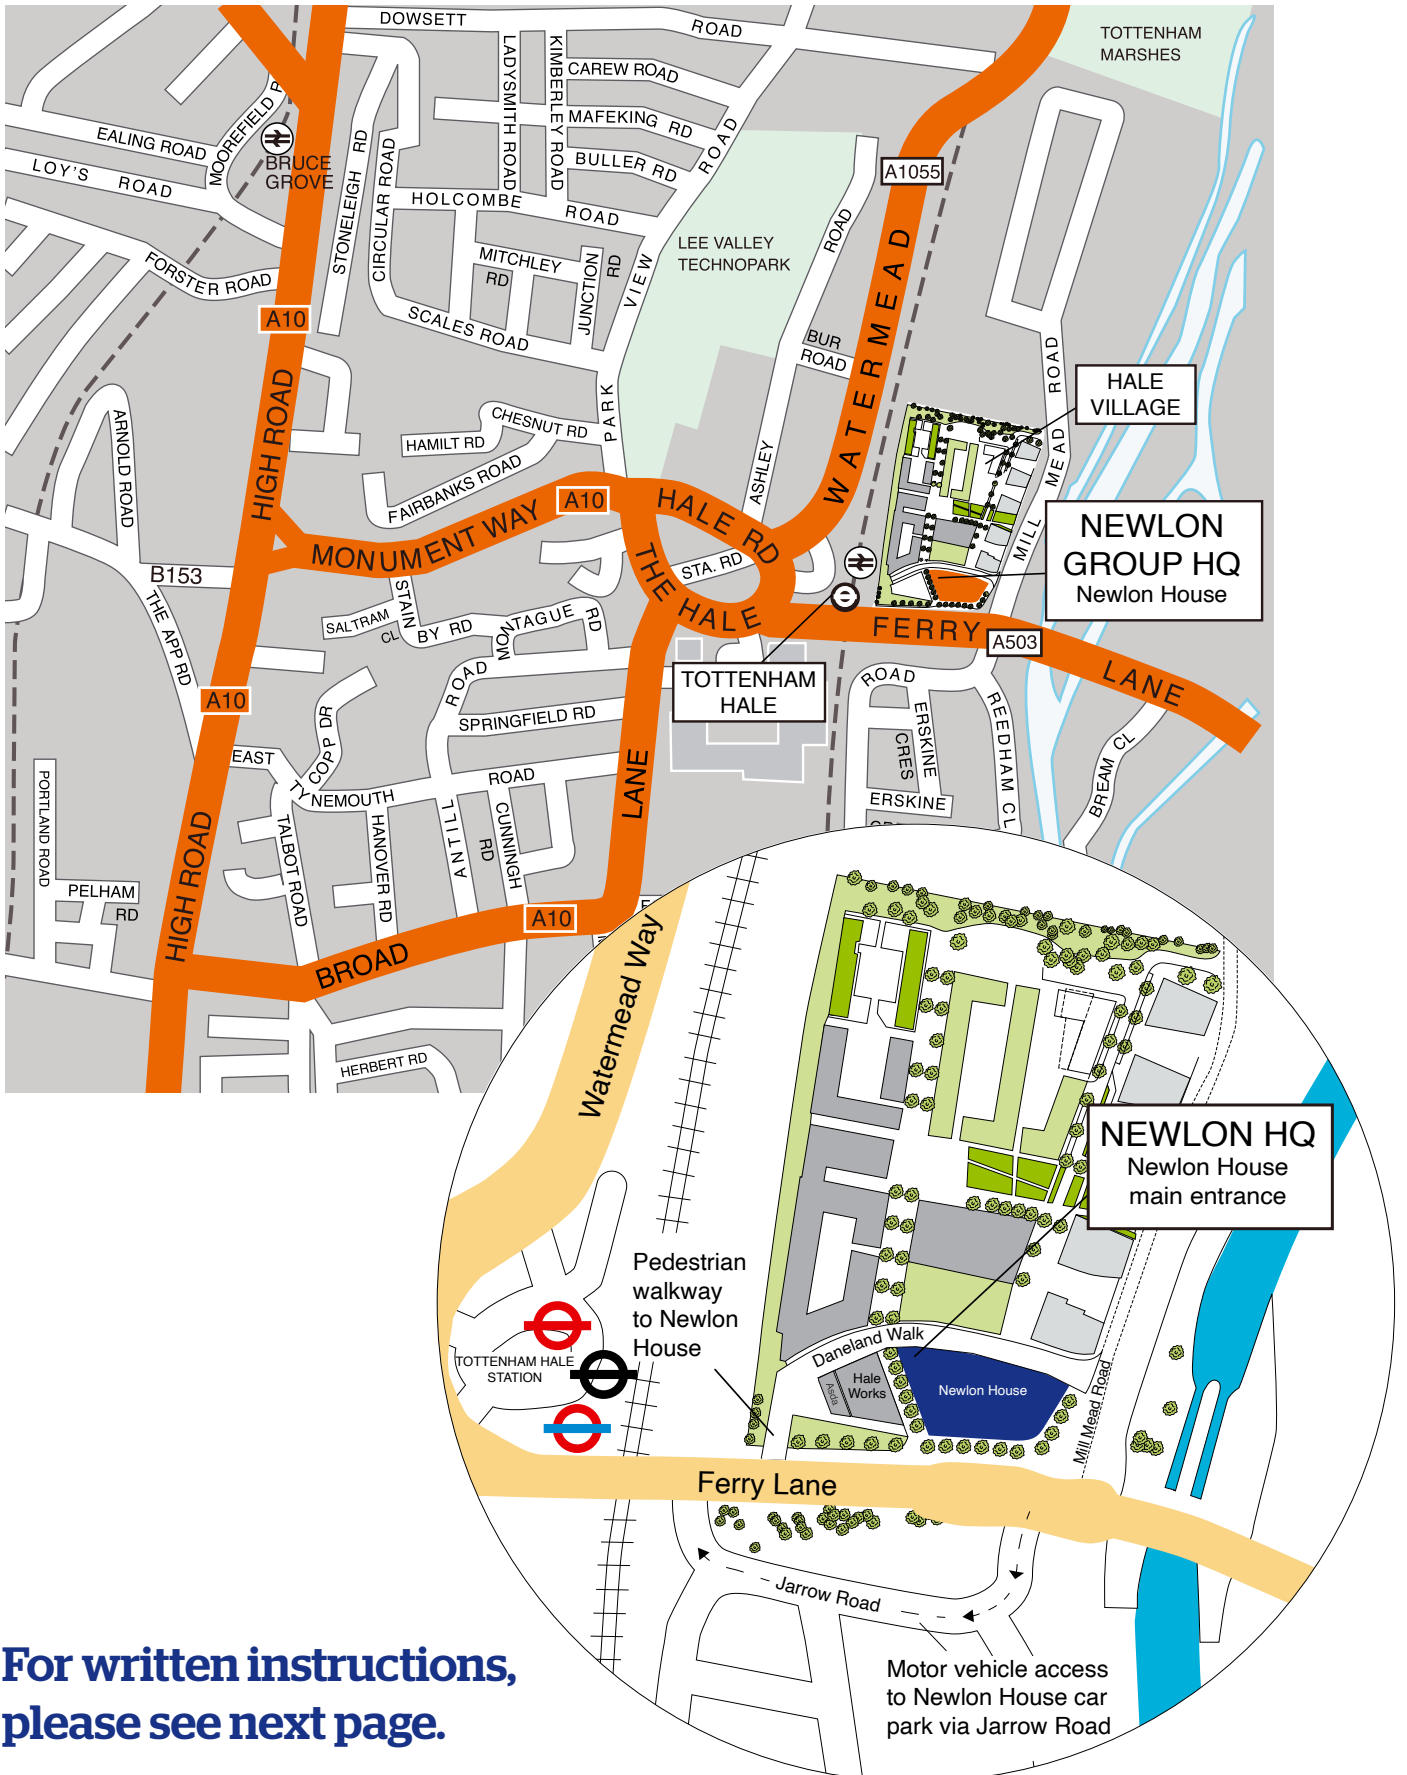 DOWSETT
ROAD
TOTTENHAM
MARSHES
LADYSMITH ROAD
KIMBERLEY ROAD
CAREW ROAD
MAFEKING RD
BULLER RD
ROAD
EALING ROAD
MOOREFIELD R
LOY'S ROAD
BRUCE
GROVE
STONELEIGH RD
CIRCULAR ROAD
HOLCOMBE ROAD
A1055
LEE VALLEY
TECHNOPARK
ROAD
FORSTER ROAD
MITCHLEY
RD
JUNCTION
RD
VIEW
A10
SCALES ROAD
BUR
ROAD
WATERMEAD
ROAD
HALE
VILLAGE
HIGH ROAD
ARNOLD ROAD
CHESNUT RD
HAMILT RD
PARK
FAIRBANKS ROAD
ASHLEY
MEAD
MILL
A10
MONUMENT WAY
HALE RD
NEWLON
GROUP HQ
Newlon House
B153
THE APP RD
STA. RD
THE HALE
SALTRAM
CL
STAIN
BY RD
MONTAGUE
RD
FERRY
A503
LANE
TOTTENHAM
HALE
A10
ROAD
ROAD
ERSKINE
CRES
REEDHAM CL
COPP DR
SPRINGFIELD RD
EAST
TYNEMOUTH
ROAD
LANE
BREAM CL
ERSKINE
PORTLAND ROAD
PELHAM
RD
HIGH ROAD
TALBOT ROAD
HANOVER RD
ANTILL
CUNNINGH
RD
A10
BROAD
HERBERT RD
Watermead Way
NEWLON HQ
Newlon House
main entrance
Pedestrian
walkway
to Newlon
House
Daneland Walk
TOTTENHAM HALE
STATION
Asda
Hale
Works
Newlon House
Mill Mead Road
Ferry Lane
Jarrow Road
Motor vehicle access
to Newlon House car
park via Jarrow Road
For written instructions,
please see next page.